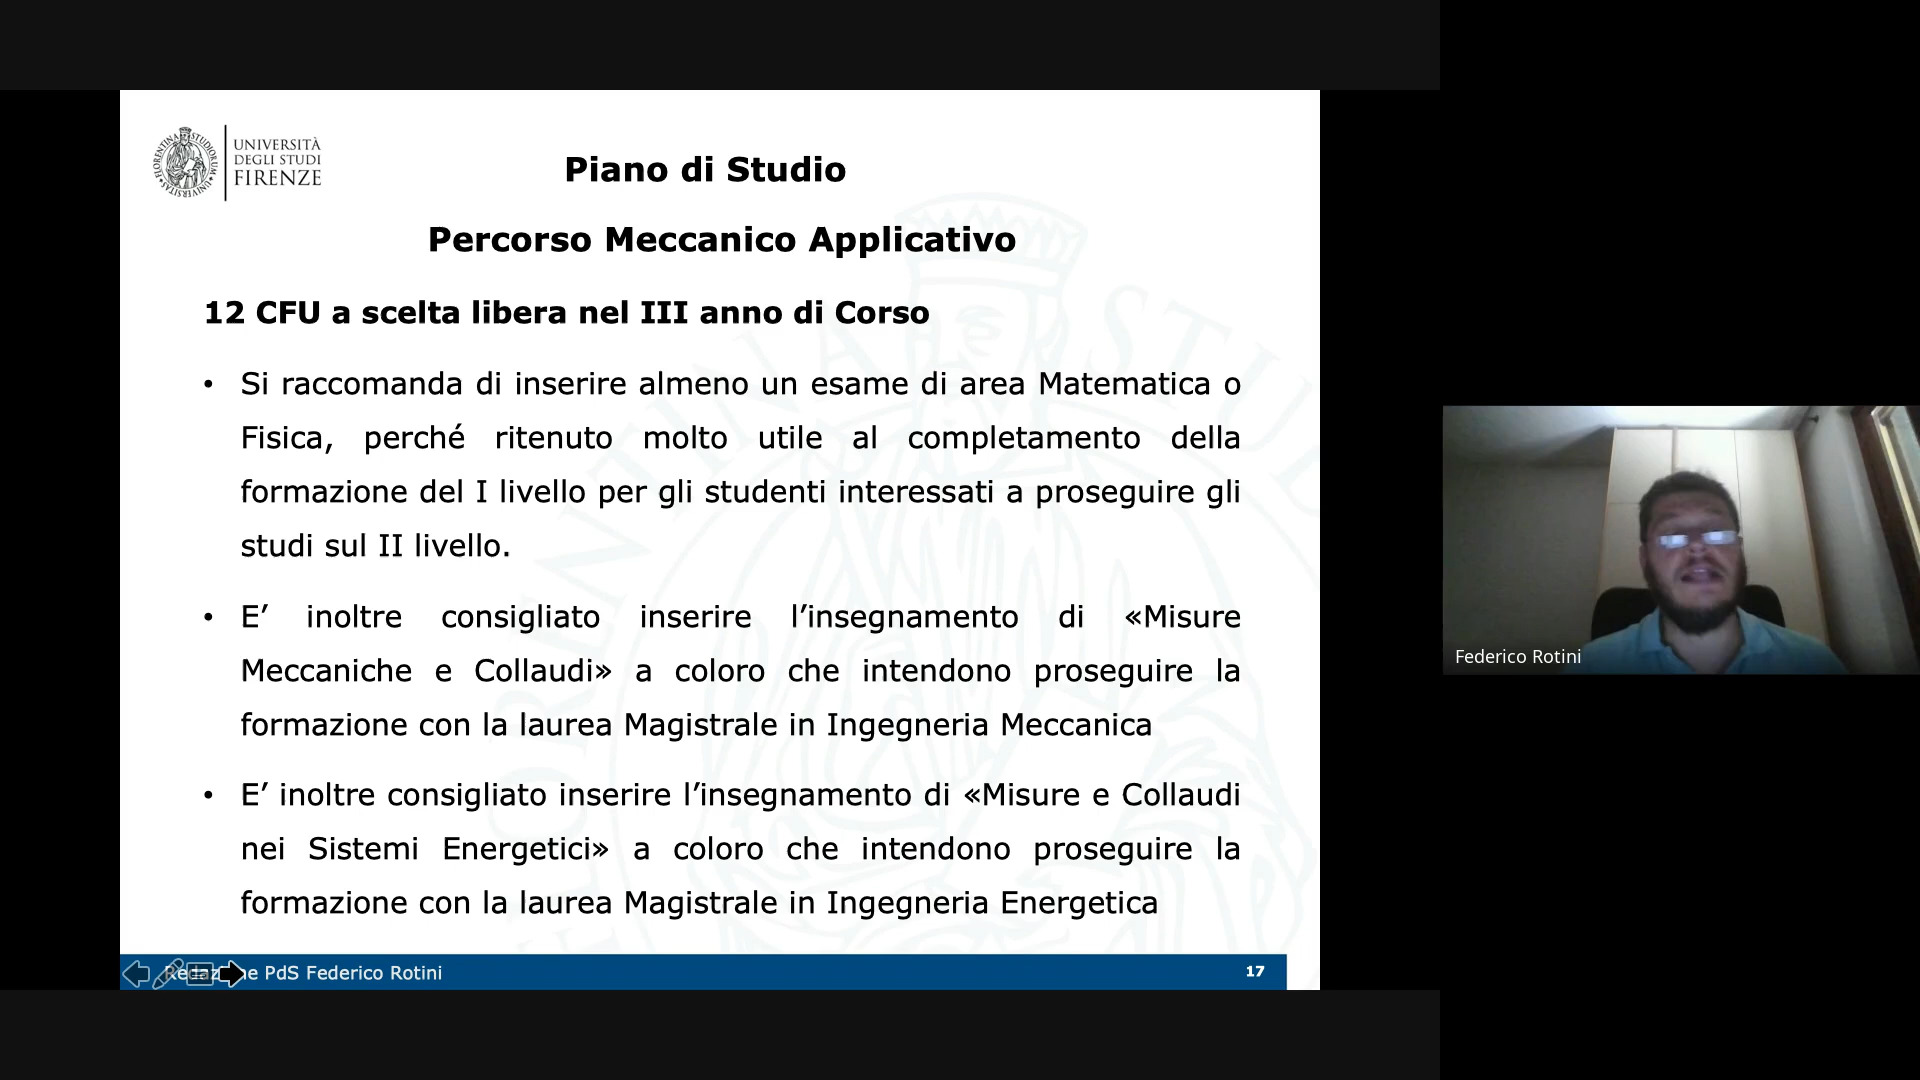 UNIVERSITÀ
DEGLI STUDI
FIRENZE
Piano di Studio
Percorso Meccanico Applicativo
12 CFU a scelta libera nel III anno di Corso
• Si raccomanda di inserire almeno un esame di area Matematica o
Fisica, perché ritenuto molto utile al completamento della
formazione del I livello per gli studenti interessati a proseguire gli
studi sul II livello.
• E’ inoltre consigliato inserire l’insegnamento di «Misure
Meccaniche e Collaudi» a coloro che intendono proseguire la
formazione con la laurea Magistrale in Ingegneria Meccanica
• E’ inoltre consigliato inserire l’insegnamento di «Misure e Collaudi
nei Sistemi Energetici» a coloro che intendono proseguire la
formazione con la laurea Magistrale in Ingegneria Energetica
Redazione PdS Federico Rotini
17
Federico Rotini